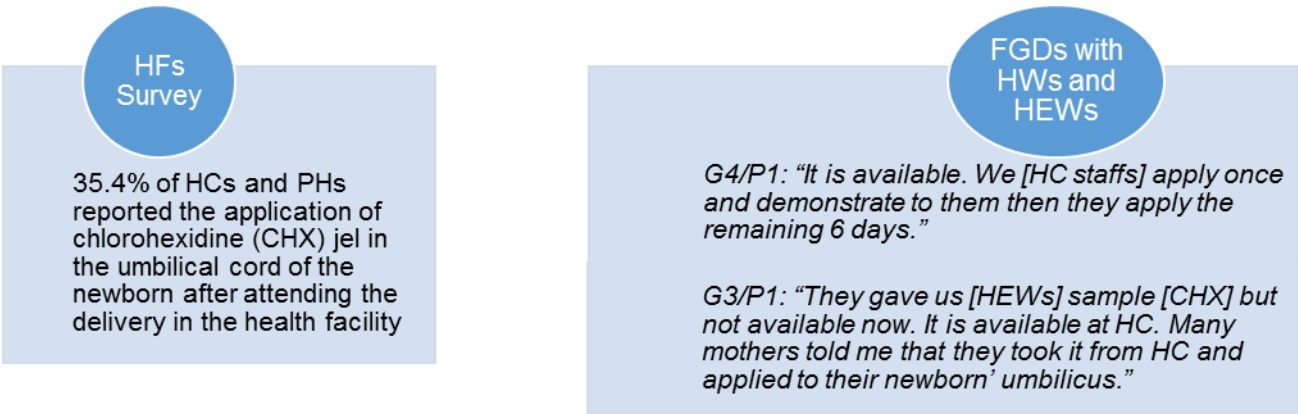 HFs
Survey
35.4% of HCs and PHs
reported the application of
chlorohexidine (CHX) jel in
the umbilical cord of the
newborn after attending the
delivery in the health facility
FGDs with
HWs and
HEWs
G4/P1: “It is available. We [HC staffs] apply once
and demonstrate to them then they apply the
remaining 6 days.”
G3/P1: “They gave us [HEWs] sample [CHX] but
not available now. It is available at HC. Many
mothers told me that they took it from HC and
applied to their newborn’ umbilicus.”